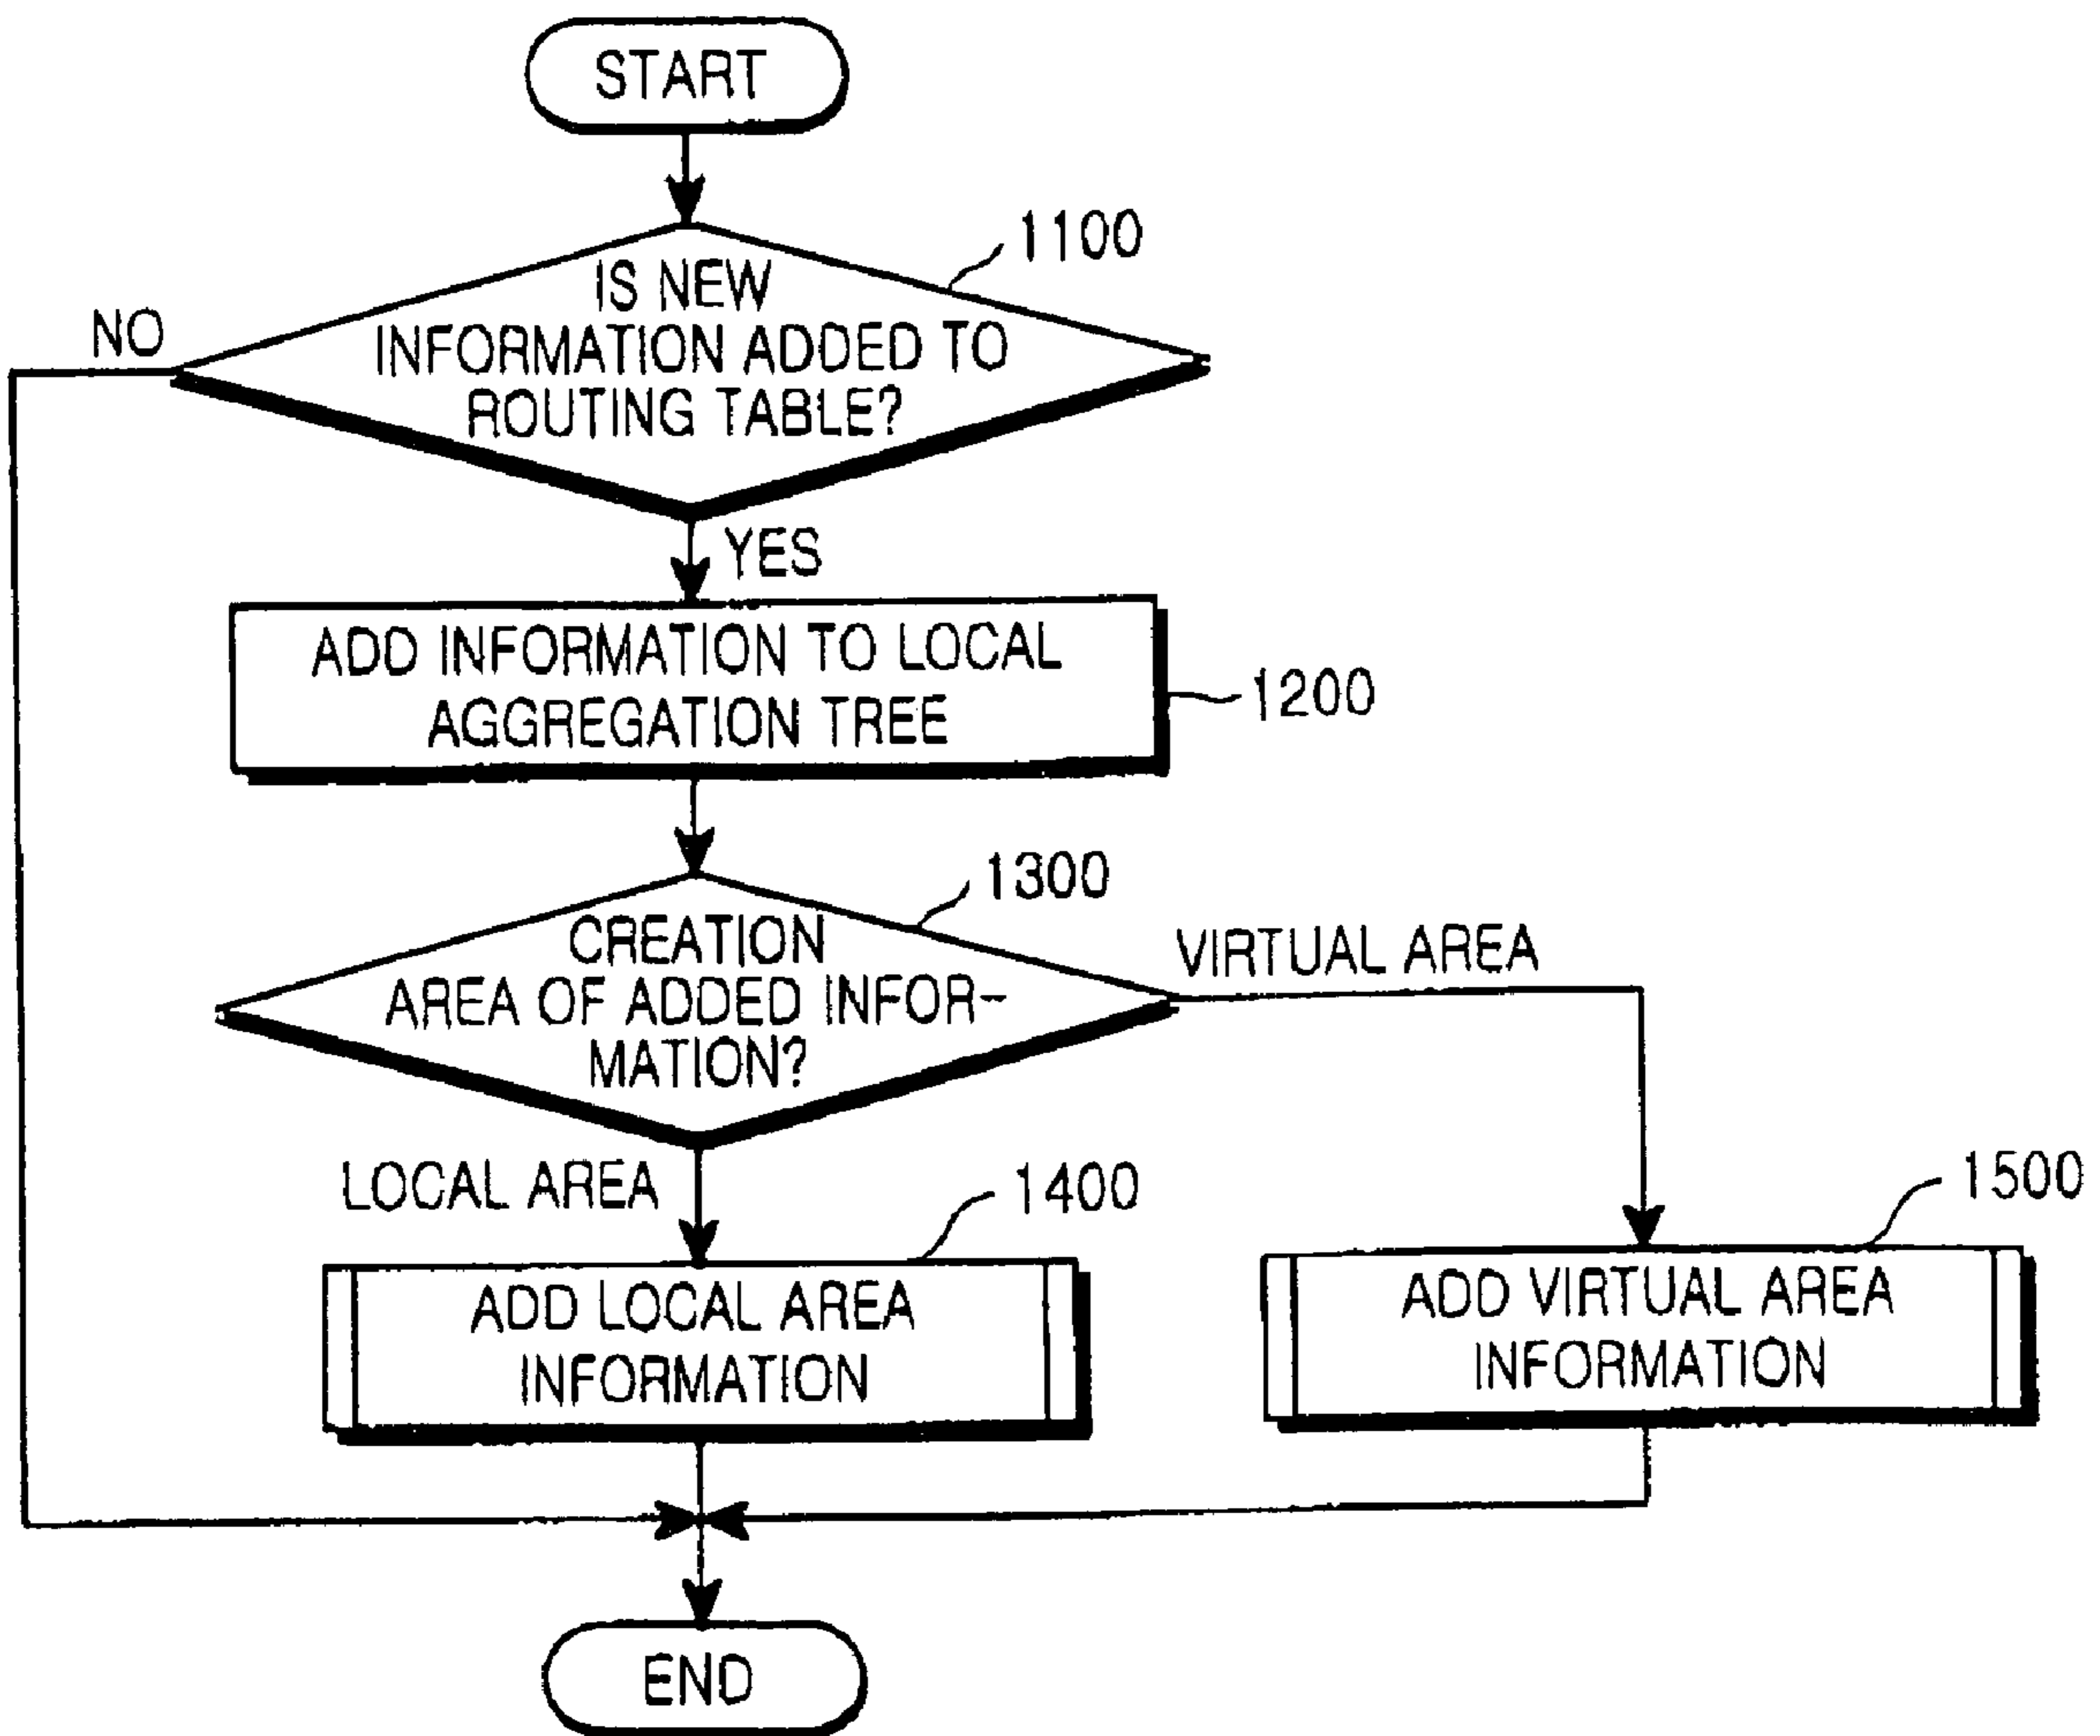 START
1100
IS NEW
INFORMATION ADDED TO
ROUTING TABLE?
NO
YES
ADD INFORMATION TO LOCAL
AGGREGATION TREE
1200
1300
CREATION
AREA OF ADDED INFOR-
MATION?
VIRTUAL AREA
LOCAL AREA
1400
1500
ADD LOCAL AREA
INFORMATION
ADD VIRTUAL AREA
INFORMATION
END